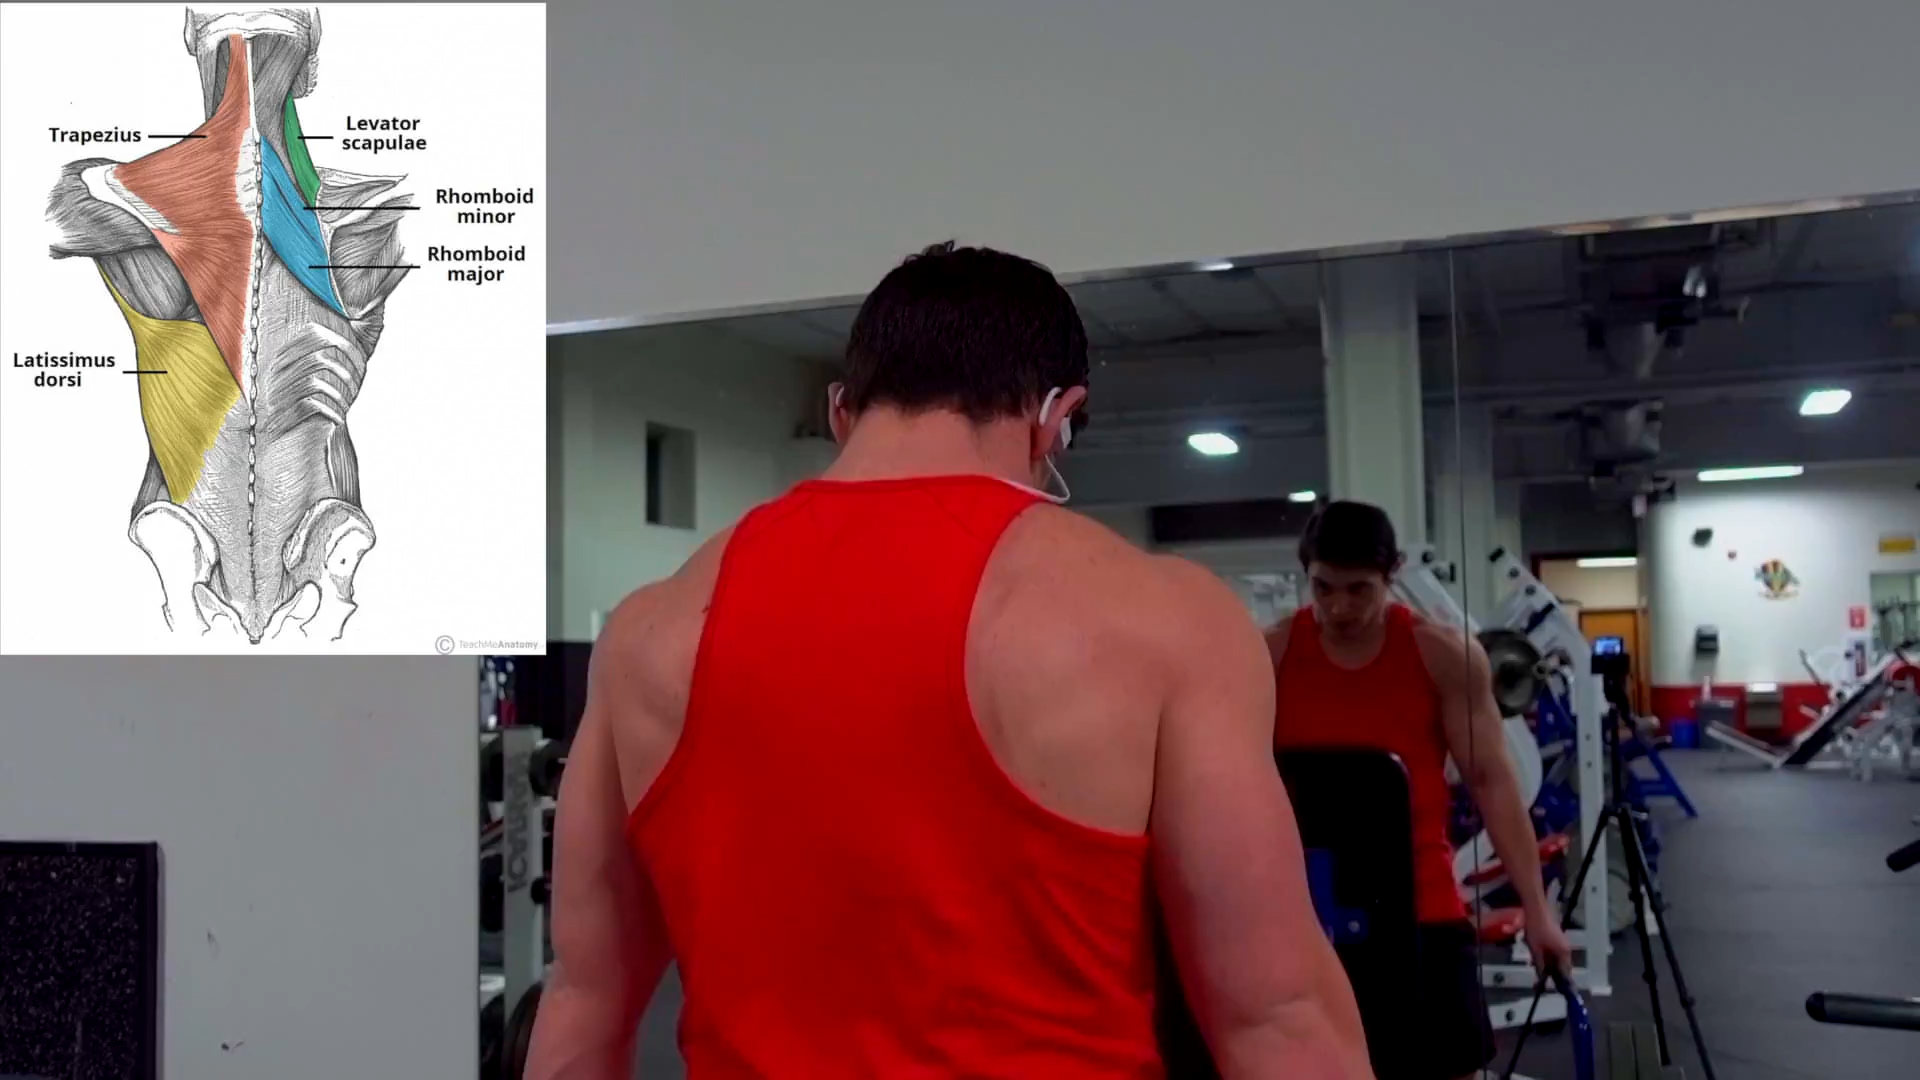 Trapezius
Levator
scapulae
Rhomboid
minor
Rhomboid
major
Latissimus
dorsi
© TeachMeAnatomy